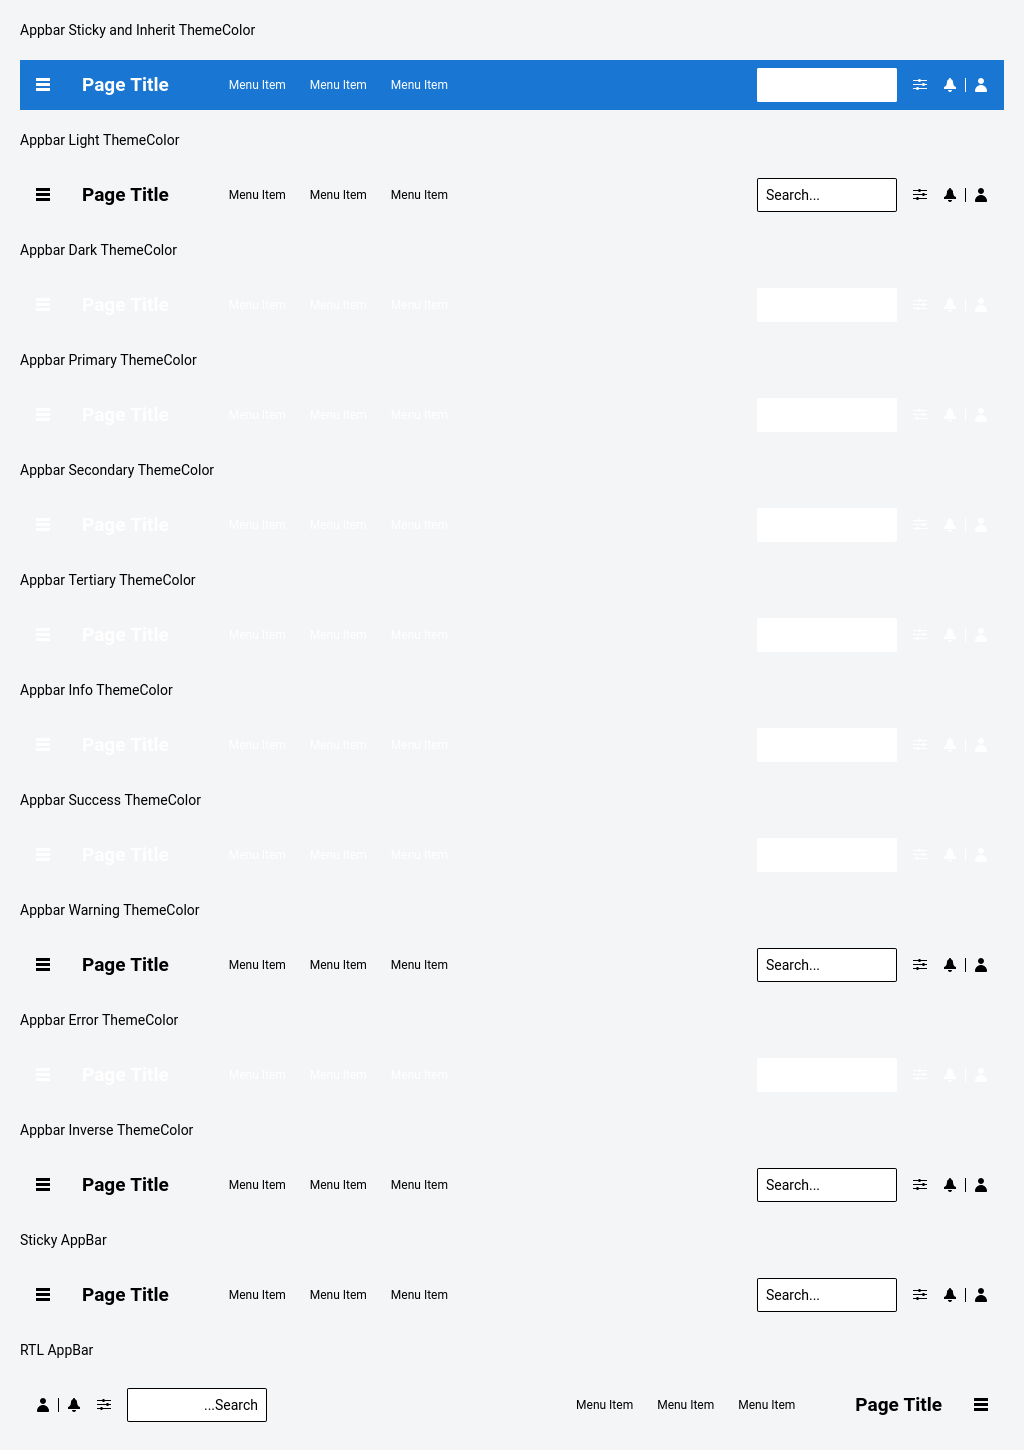 Appbar Sticky and Inherit ThemeColor
Page Title Menu Item Menu Item Menu Item
Appbar Light ThemeColor
Page Title Menu Item Menu Item Menu Item Search...
Appbar Dark ThemeColor
Page Title Menu Item Menu Item Menu Item
Appbar Primary ThemeColor
Page Title Menu Item Menu Item Menu Item
Appbar Secondary ThemeColor
Page Title Menu Item Menu Item Menu Item
Appbar Tertiary ThemeColor
Page Title Menu Item Menu Item Menu Item
Appbar Info ThemeColor
Page Title Menu Item Menu Item Menu Item
Appbar Success ThemeColor
Page Title Menu Item Menu Item Menu Item
Appbar Warning ThemeColor
Page Title Menu Item Menu Item Menu Item Search...
Appbar Error ThemeColor
Page Title Menu Item Menu Item Menu Item
Appbar Inverse ThemeColor
Page Title Menu Item Menu Item Menu Item Search...
Sticky AppBar
Page Title Menu Item Menu Item Menu Item Search...
RTL AppBar
...Search Menu Item Menu Item Menu Item Page Title